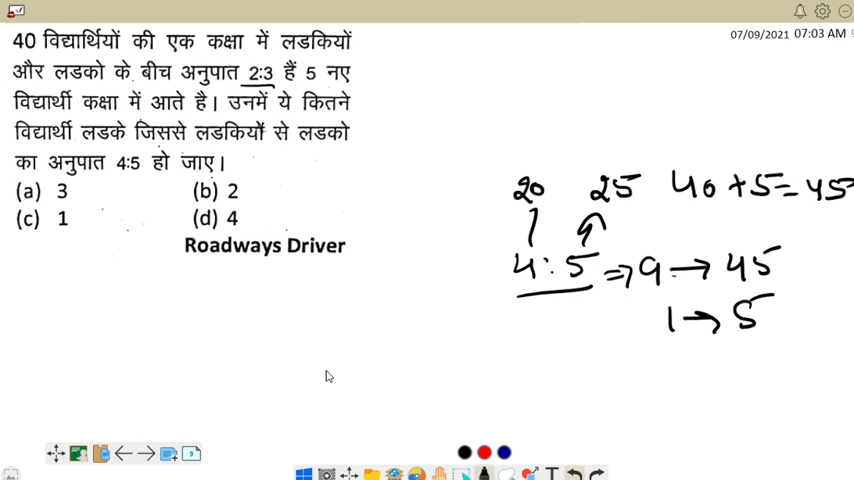 07/09/2021 07:03 AM
40 विद्यार्थियों की एक कक्षा में लडकियों
और लडको के बीच अनुपात 2:3 हैं 5 नए
विद्यार्थी कक्षा में आते है। उनमें ये कितने
विद्यार्थी लडके जिससे लडकियों से लडको
का अनुपात 4:5 हो जाए।
(a) 3 (b) 2
(c) 1 (d) 4
Roadways Driver
20 25 40 +5=45
4:5 => 9 → 45
1 → 5
9
T